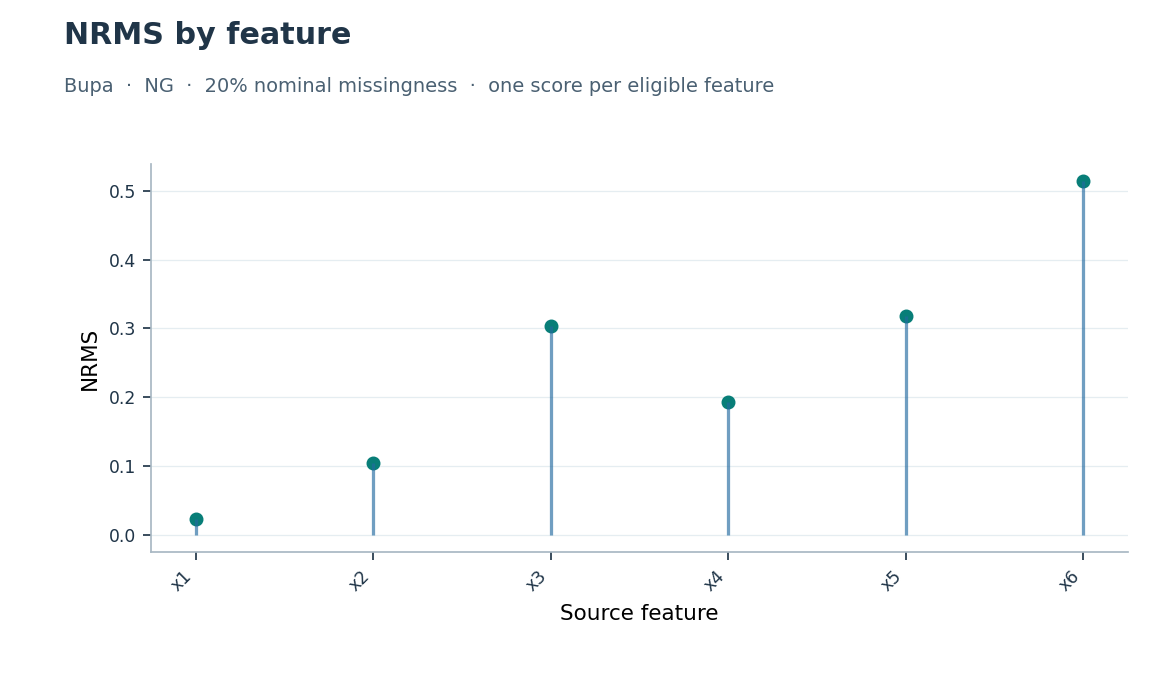 NRMS by feature
Bupa · NG · 20% nominal missingness · one score per eligible feature
0.5
0.4
0.3
0.2
0.1
0.0
NRMS
x1 x2 x3 x4 x5 x6
Source feature